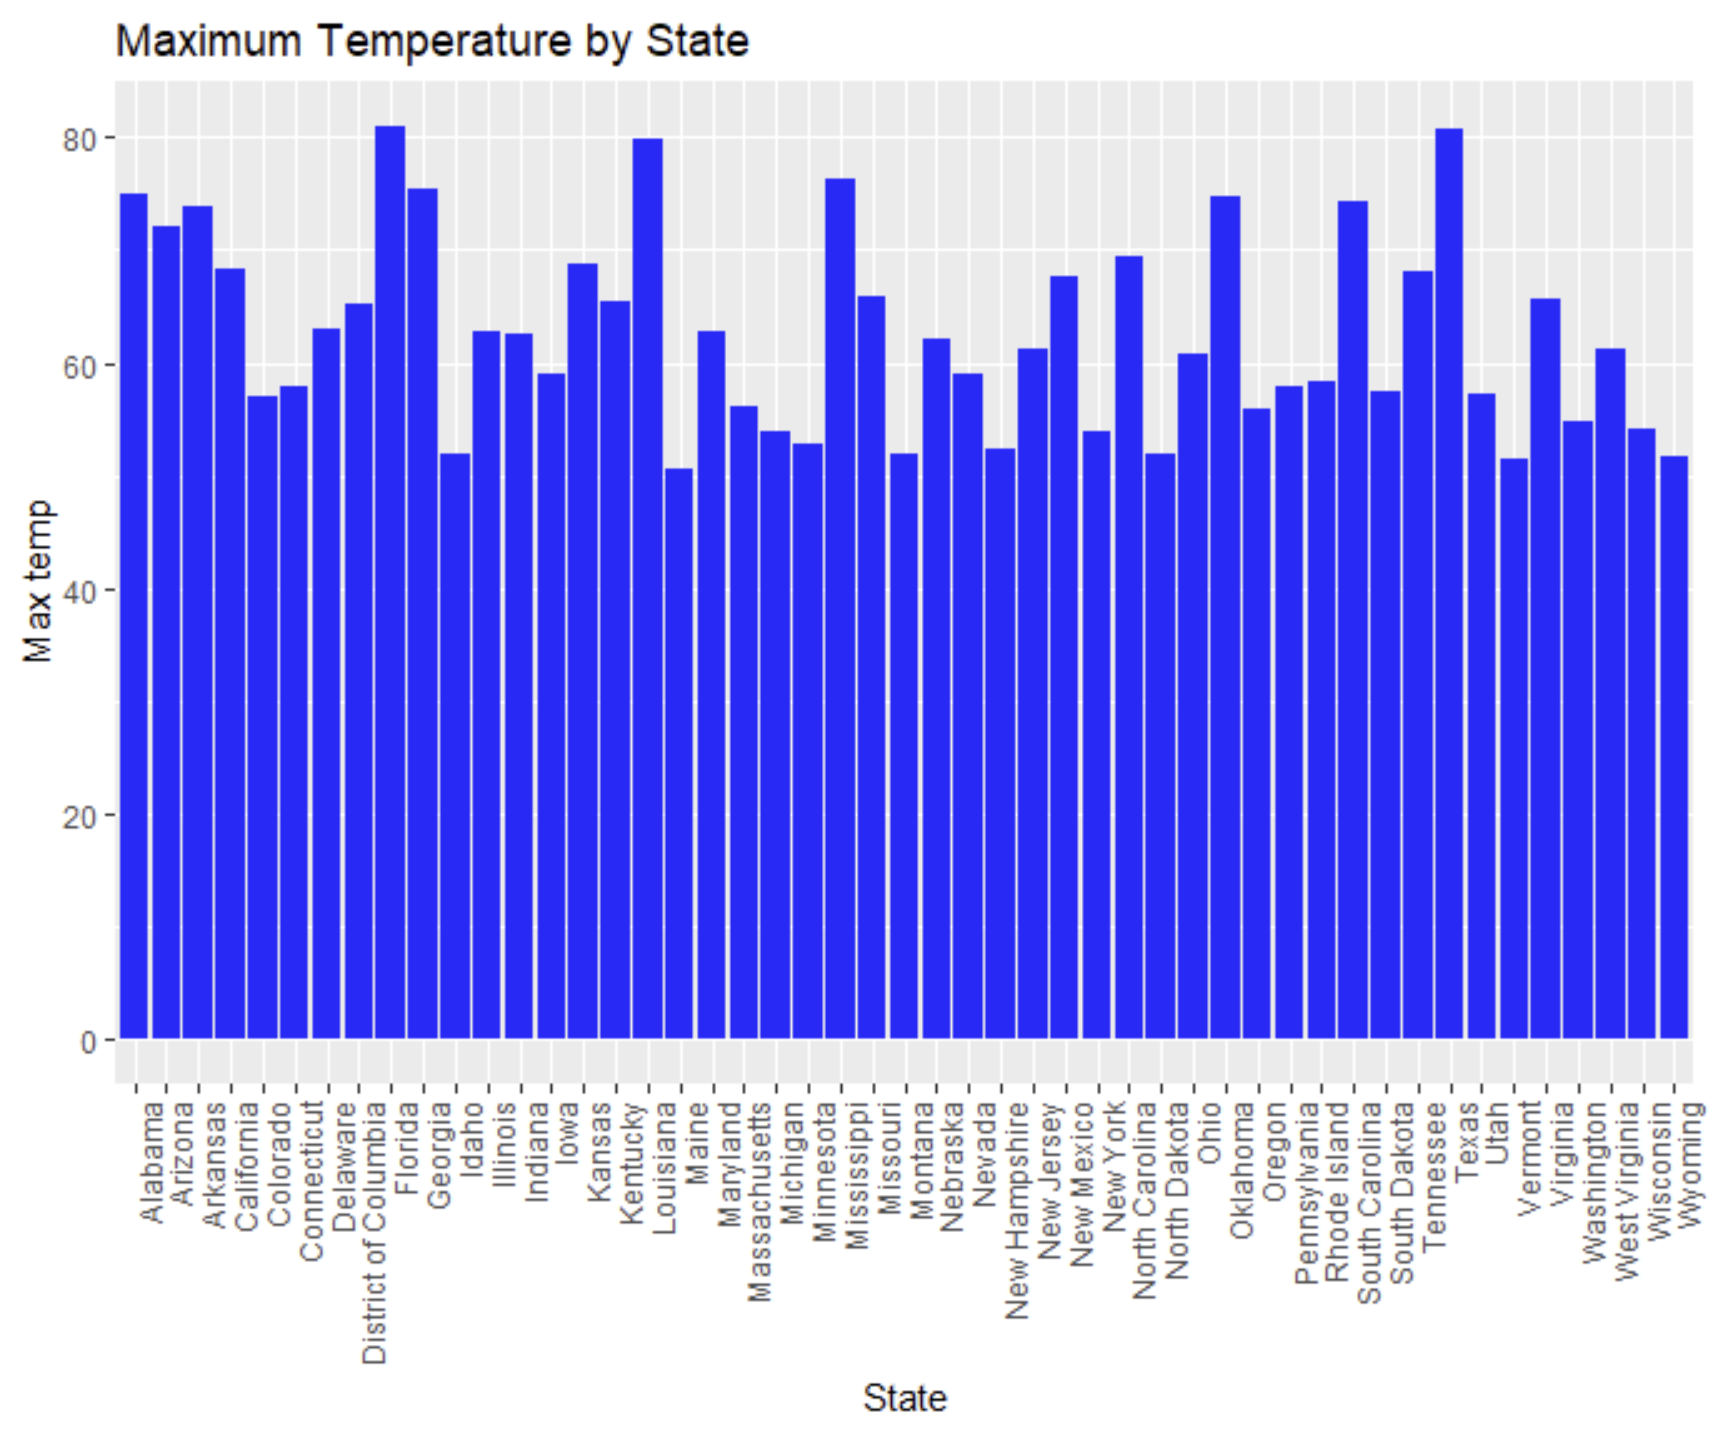 Maximum Temperature by State
80
60
40
20
0
Max temp
Alabama
Arizona
Arkansas
California
Colorado
Connecticut
Delaware
District of Columbia
Florida
Georgia
Idaho
Illinois
Indiana
Iowa
Kansas
Kentucky
Louisiana
Maine
Maryland
Massachusetts
Michigan
Minnesota
Mississippi
Missouri
Montana
Nebraska
Nevada
New Hampshire
New Jersey
New Mexico
New York
North Carolina
North Dakota
Ohio
Oklahoma
Oregon
Pennsylvania
Rhode Island
South Carolina
South Dakota
Tennessee
Texas
Utah
Vermont
Virginia
Washington
West Virginia
Wisconsin
Wyoming
State